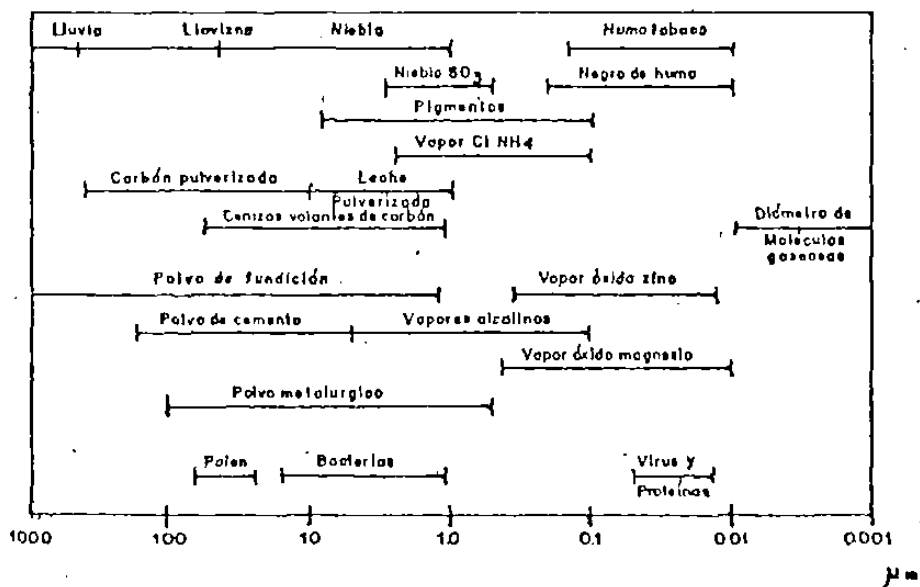 Lluvia Llovizna Niebla Humo tabaco
Niebla SO3 Negro de humo
Pigmentos
Vapor Cl NH4
Carbón pulverizado Leche
Pulverizada
Cenizas volantes de carbón Diámetro de
Moleculas
gaseosas
Polvo de fundición Vapor óxido zinc
Polvo de cemento Vapores alcalinos
Vapor óxido magnesio
Polvo metalurgico
Polen Bacterias Virus y
Proteínas
1000 100 10 1.0 0.1 0.01 0.001
μm